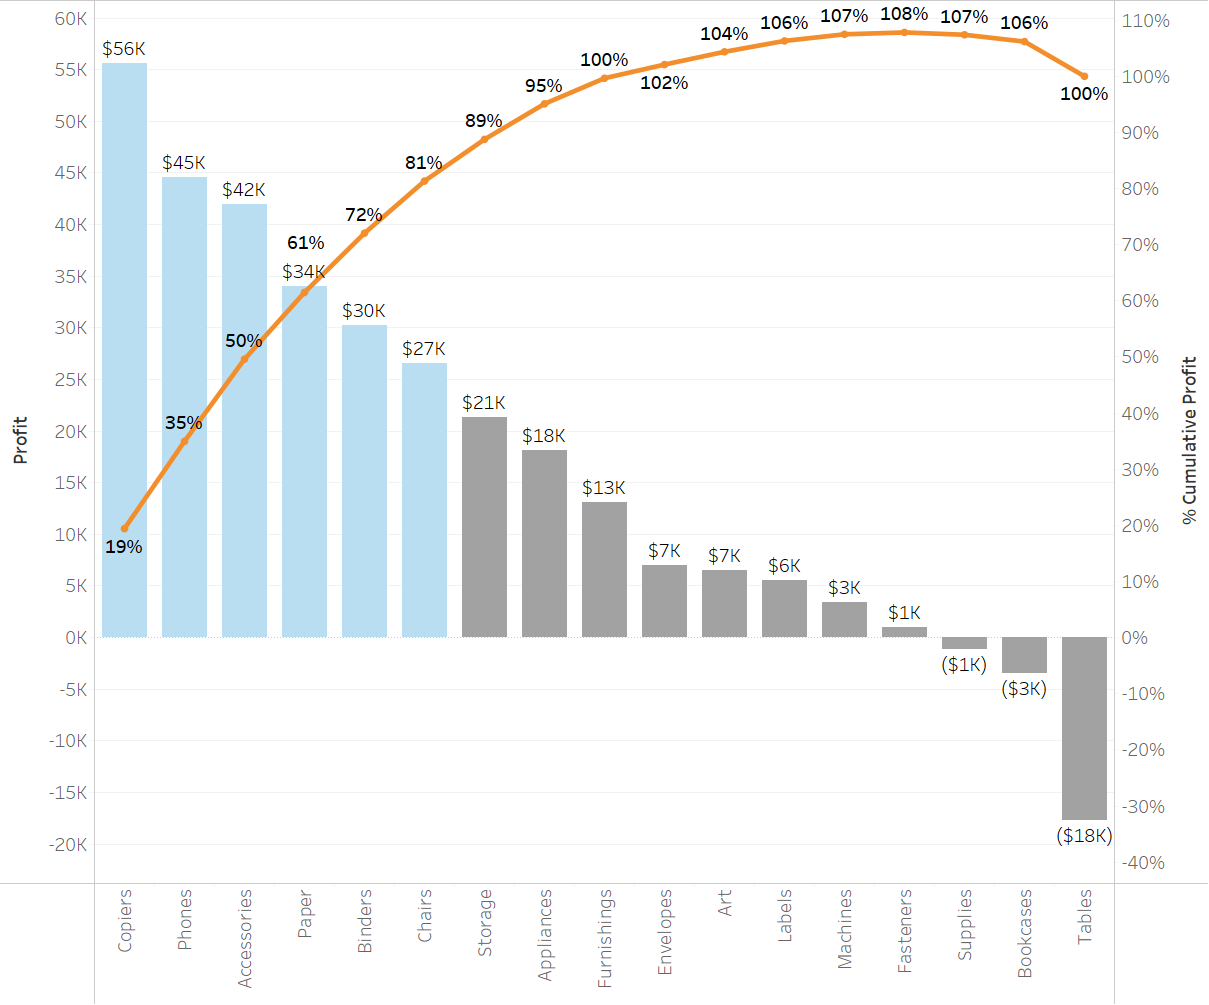 Profit
60K
55K
50K
45K
40K
35K
30K
25K
20K
15K
10K
5K
0K
-5K
-10K
-15K
-20K
$56K
$45K
$42K
$34K
$30K
$27K
$21K
$18K
$13K
$7K
$7K
$6K
$3K
$1K
($1K)
($3K)
($18K)
19%
35%
50%
61%
72%
81%
89%
95%
100%
102%
104%
106%
107%
108%
107%
106%
100%
110%
100%
90%
80%
70%
60%
50%
40%
30%
20%
10%
0%
-10%
-20%
-30%
-40%
% Cumulative Profit
Copiers
Phones
Accessories
Paper
Binders
Chairs
Storage
Appliances
Furnishings
Envelopes
Art
Labels
Machines
Fasteners
Supplies
Bookcases
Tables